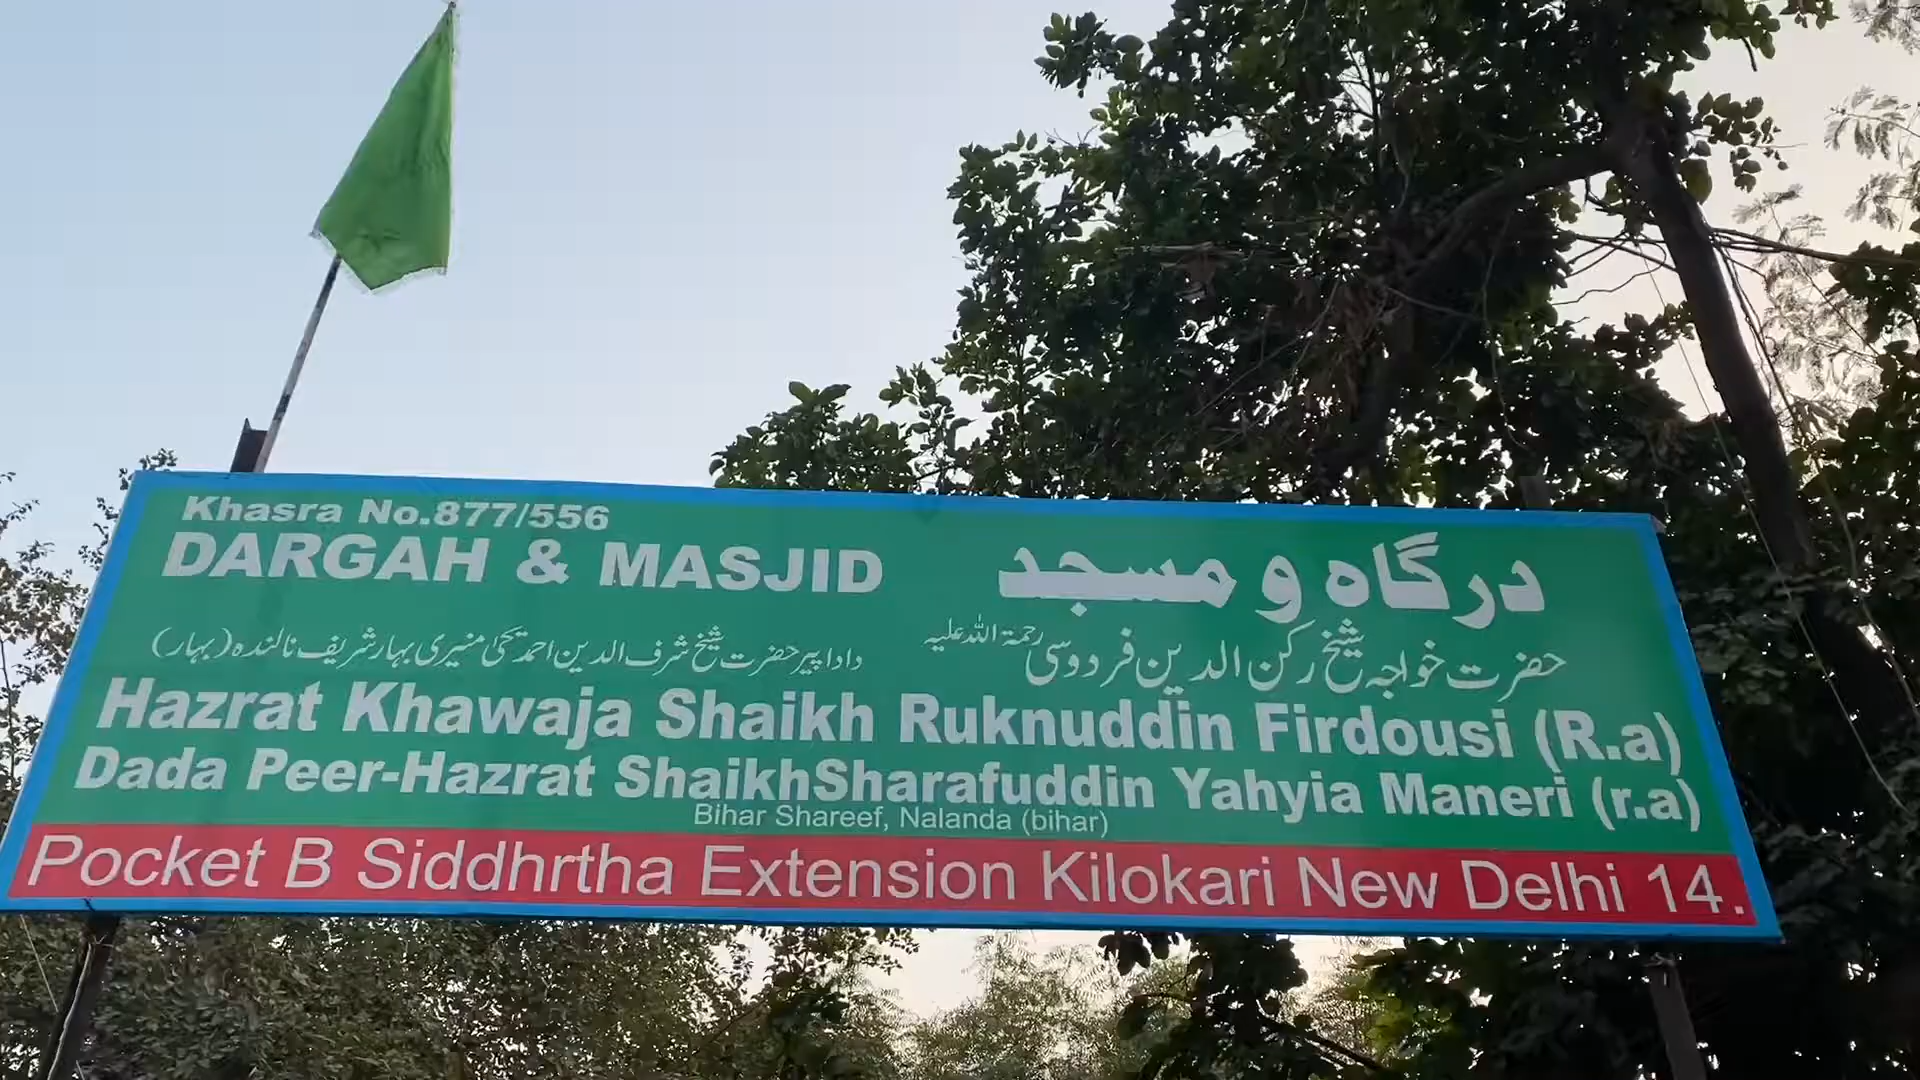 Khasra No.877/556
DARGAH & MASJID
درگاہ و مسجد
حضرت خواجہ شیخ رکن الدین فردوسی رحمۃ اللہ علیہ
دادا پیر حضرت شیخ شرف الدین احمد یحیٰ منیری بہار شریف نالندہ (بہار)
Hazrat Khawaja Shaikh Ruknuddin Firdousi (R.a)
Dada Peer-Hazrat ShaikhSharafuddin Yahyia Maneri (r.a)
Bihar Shareef, Nalanda (bihar)
Pocket B Siddhrtha Extension Kilokari New Delhi 14.